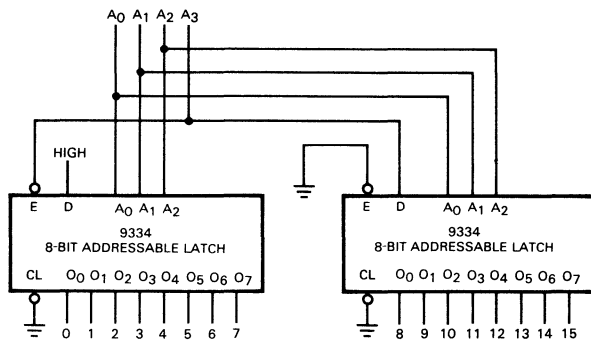 A0 A1 A2 A3
HIGH
E D A0 A1 A2
9334
8-BIT ADDRESSABLE LATCH
CL O0 O1 O2 O3 O4 O5 O6 O7
0 1 2 3 4 5 6 7
E D A0 A1 A2
9334
8-BIT ADDRESSABLE LATCH
CL O0 O1 O2 O3 O4 O5 O6 O7
8 9 10 11 12 13 14 15